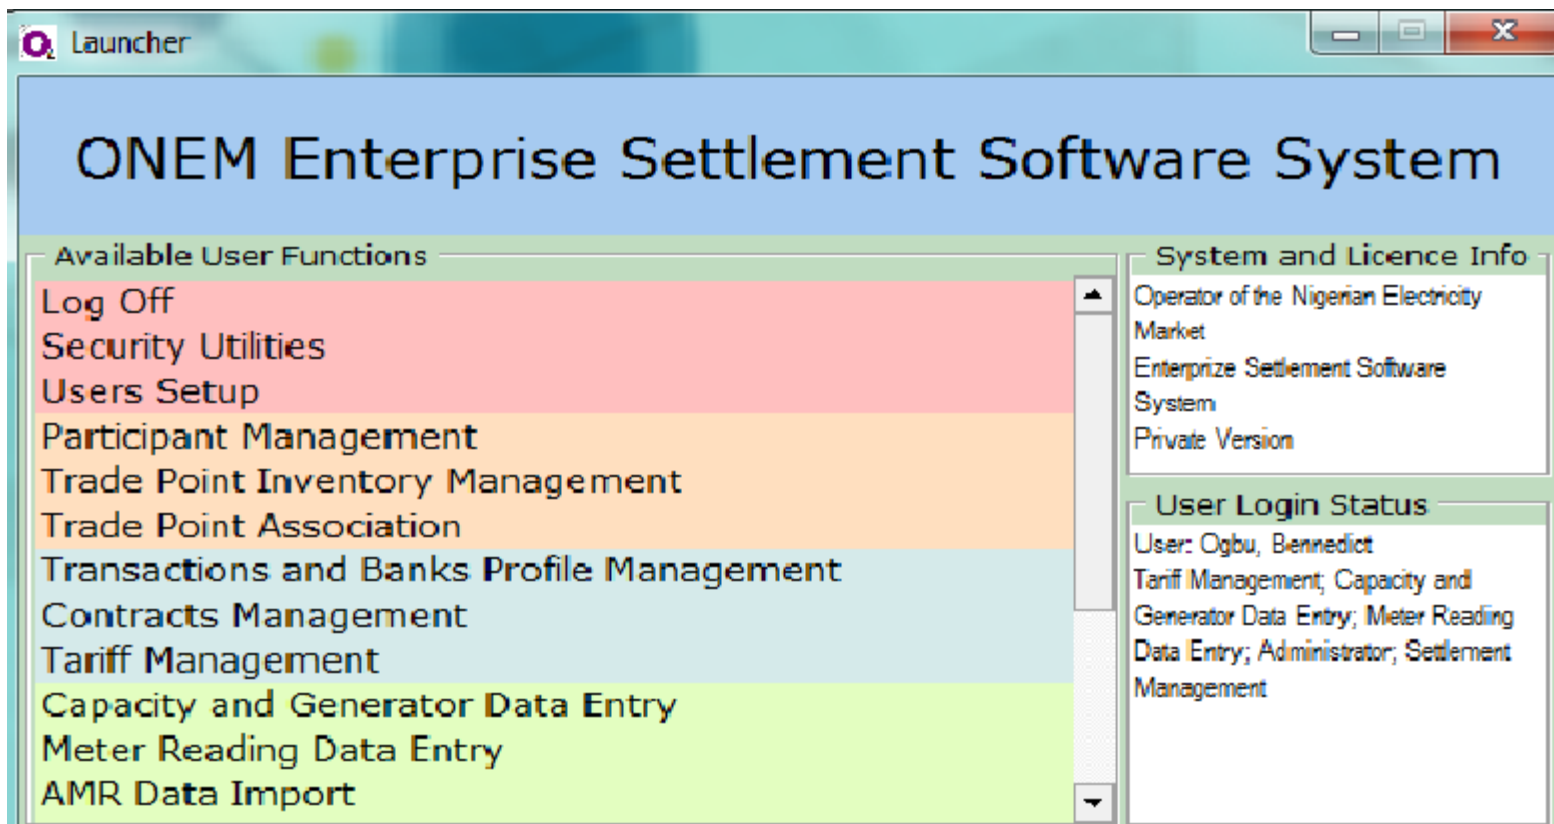 Launcher
ONEM Enterprise Settlement Software System
Available User Functions
Log Off
Security Utilities
Users Setup
Participant Management
Trade Point Inventory Management
Trade Point Association
Transactions and Banks Profile Management
Contracts Management
Tariff Management
Capacity and Generator Data Entry
Meter Reading Data Entry
AMR Data Import
System and Licence Info
Operator of the Nigerian Electricity
Market
Enterprize Settlement Software
System
Private Version
User Login Status
User: Ogbu, Bennedict
Tariff Management; Capacity and
Generator Data Entry; Meter Reading
Data Entry; Administrator; Settlement
Management